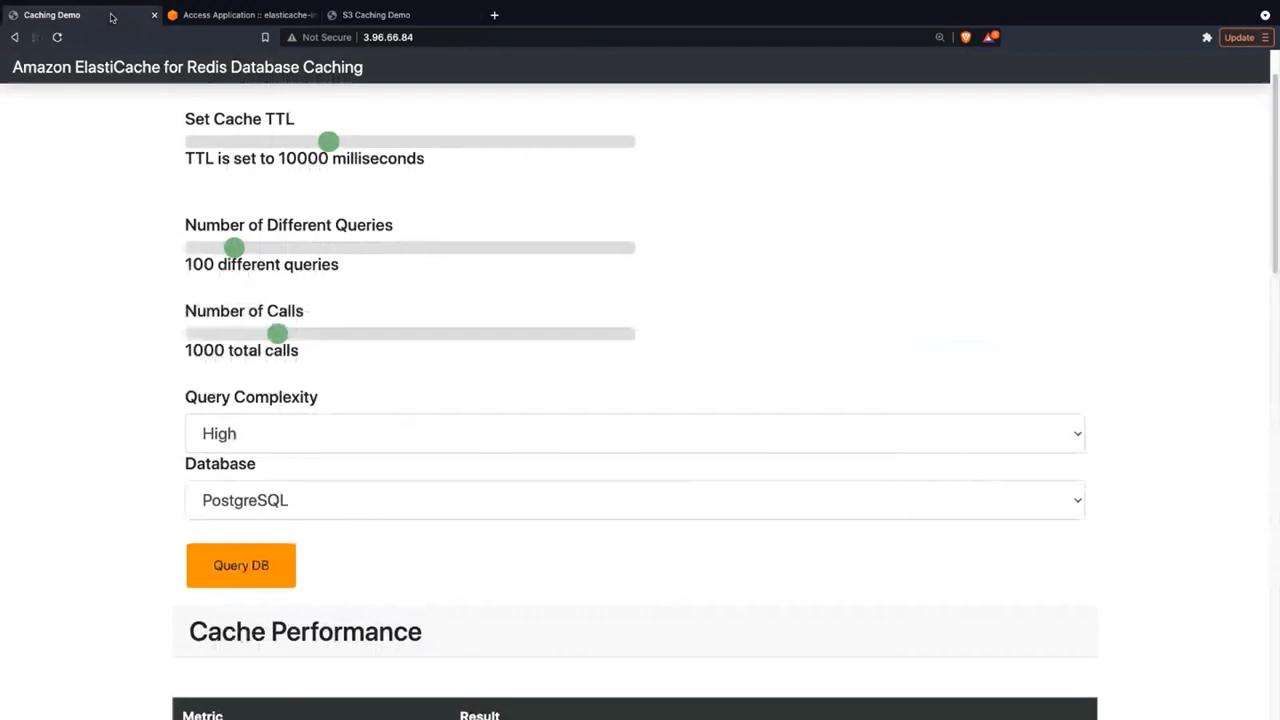 Caching Demo
Access Application :: elasticache-in
S3 Caching Demo
Not Secure
3.96.66.84
Update
Amazon ElastiCache for Redis Database Caching
Set Cache TTL
TTL is set to 10000 milliseconds
Number of Different Queries
100 different queries
Number of Calls
1000 total calls
Query Complexity
High
Database
PostgreSQL
Query DB
Cache Performance
Metric
Result